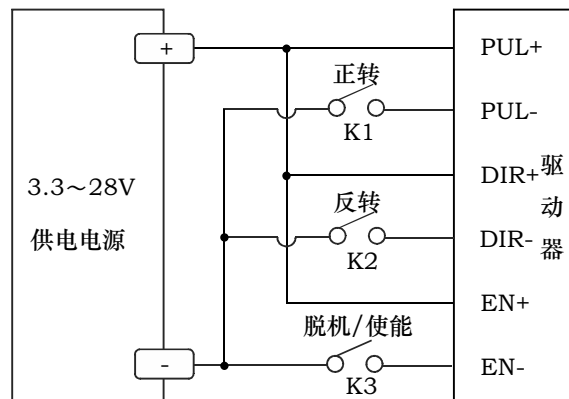 +
PUL+
正转
K1
PUL-
3.3～28V
供电电源
DIR+
反转
K2
DIR-
驱
动
器
EN+
脱机/使能
-
K3
EN-